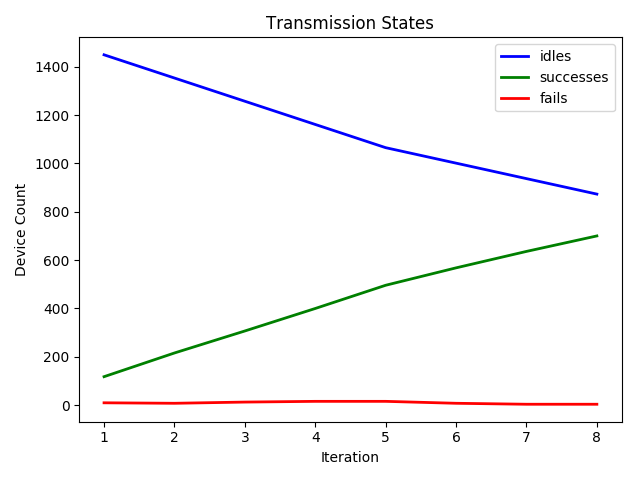 Transmission States
idles
successes
fails
Device Count
1400
1200
1000
800
600
400
200
0
1 2 3 4 5 6 7 8
Iteration